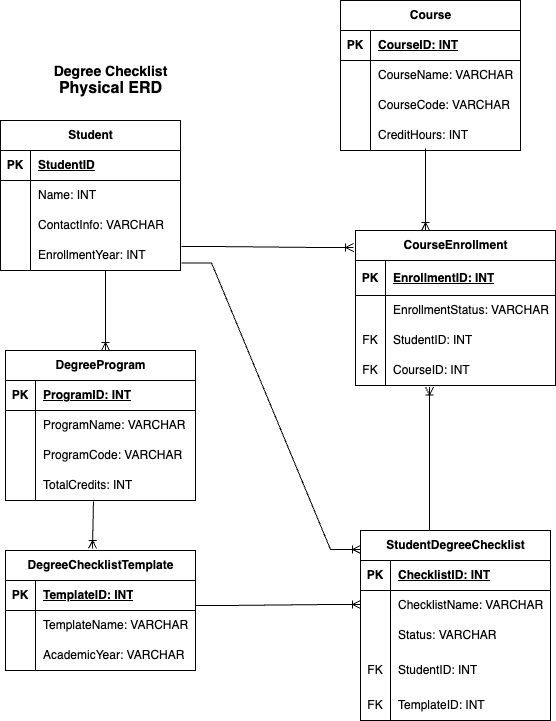 Degree Checklist
Physical ERD
Course
PK CourseID: INT
CourseName: VARCHAR
CourseCode: VARCHAR
CreditHours: INT
Student
PK StudentID
Name: INT
ContactInfo: VARCHAR
EnrollmentYear: INT
CourseEnrollment
PK EnrollmentID: INT
EnrollmentStatus: VARCHAR
FK StudentID: INT
FK CourseID: INT
DegreeProgram
PK ProgramID: INT
ProgramName: VARCHAR
ProgramCode: VARCHAR
TotalCredits: INT
DegreeChecklistTemplate
PK TemplateID: INT
TemplateName: VARCHAR
AcademicYear: VARCHAR
StudentDegreeChecklist
PK ChecklistID: INT
ChecklistName: VARCHAR
Status: VARCHAR
FK StudentID: INT
FK TemplateID: INT